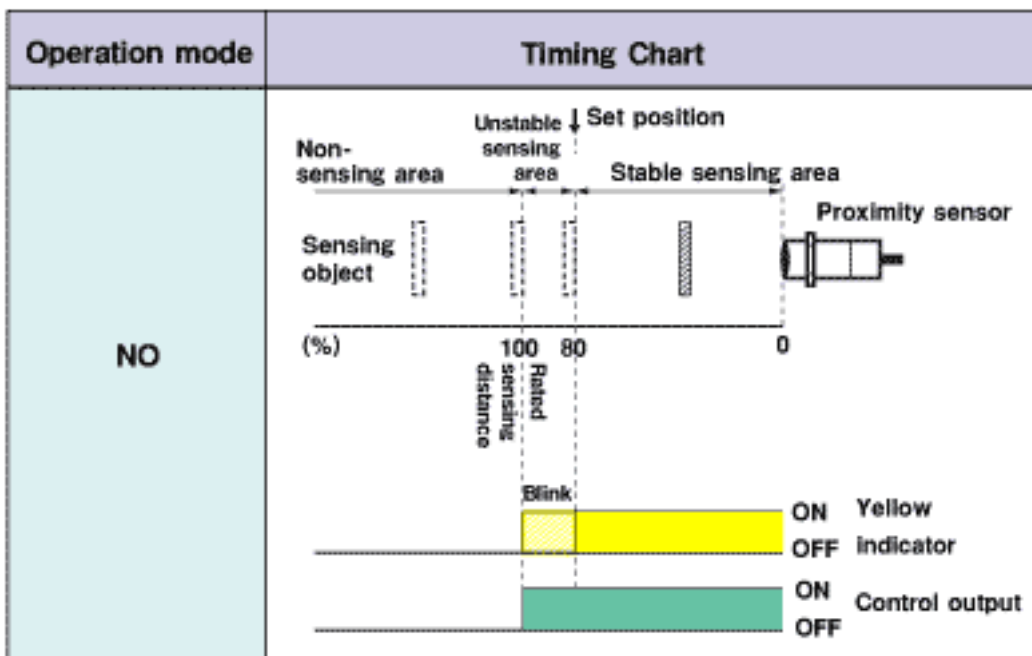 Operation mode
Timing Chart
NO
Unstable
sensing
area
Set position
Non-
sensing area
Stable sensing area
Proximity sensor
Sensing
object
(%)
100
80
0
Rated
sensing
distance
Blink
ON
OFF
Yellow
indicator
ON
OFF
Control output